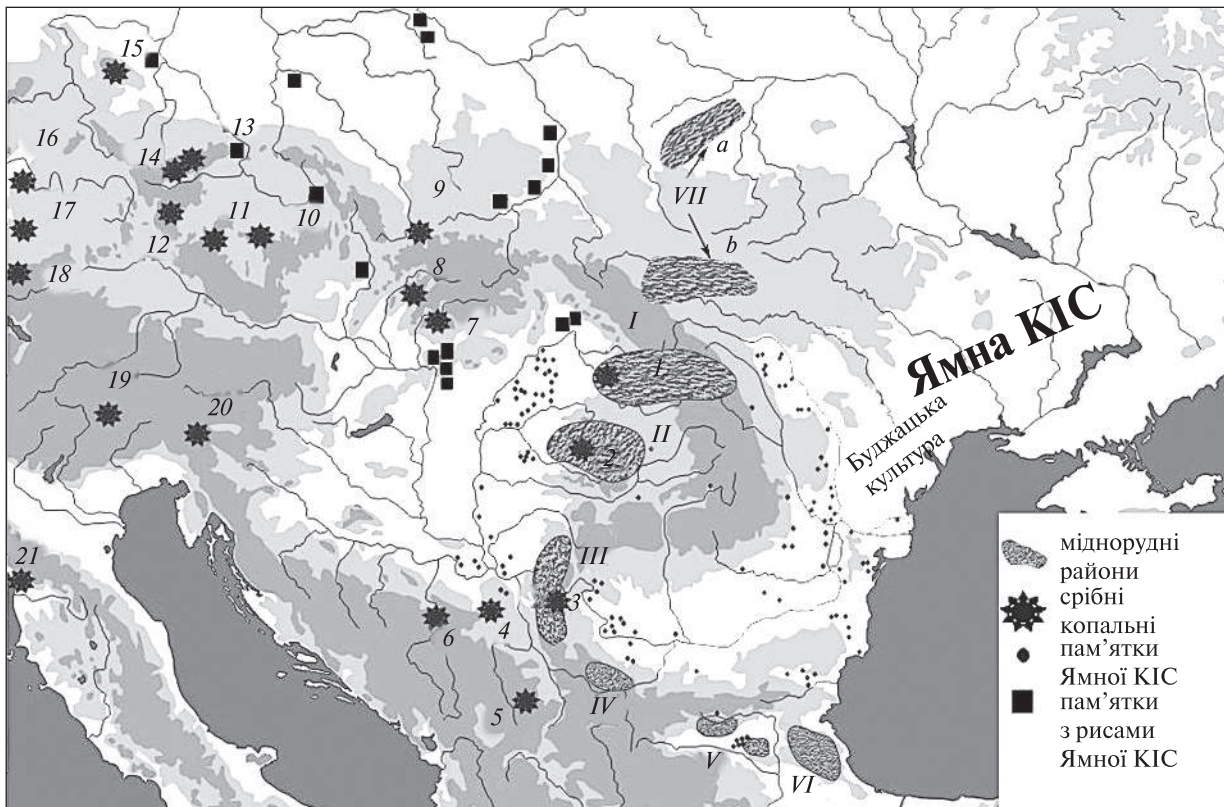 15
13
16
14
a
9
VII
17
11
10
12
b
8
18
I
7
1
19
20
II
2
Ямна КІС
Буджацька
культура
21
III
3
6
4
5
IV
V
VI
міднорудні
райони
срібні
копальні
пам’ятки
Ямної КІС
пам’ятки
з рисами
Ямної КІС